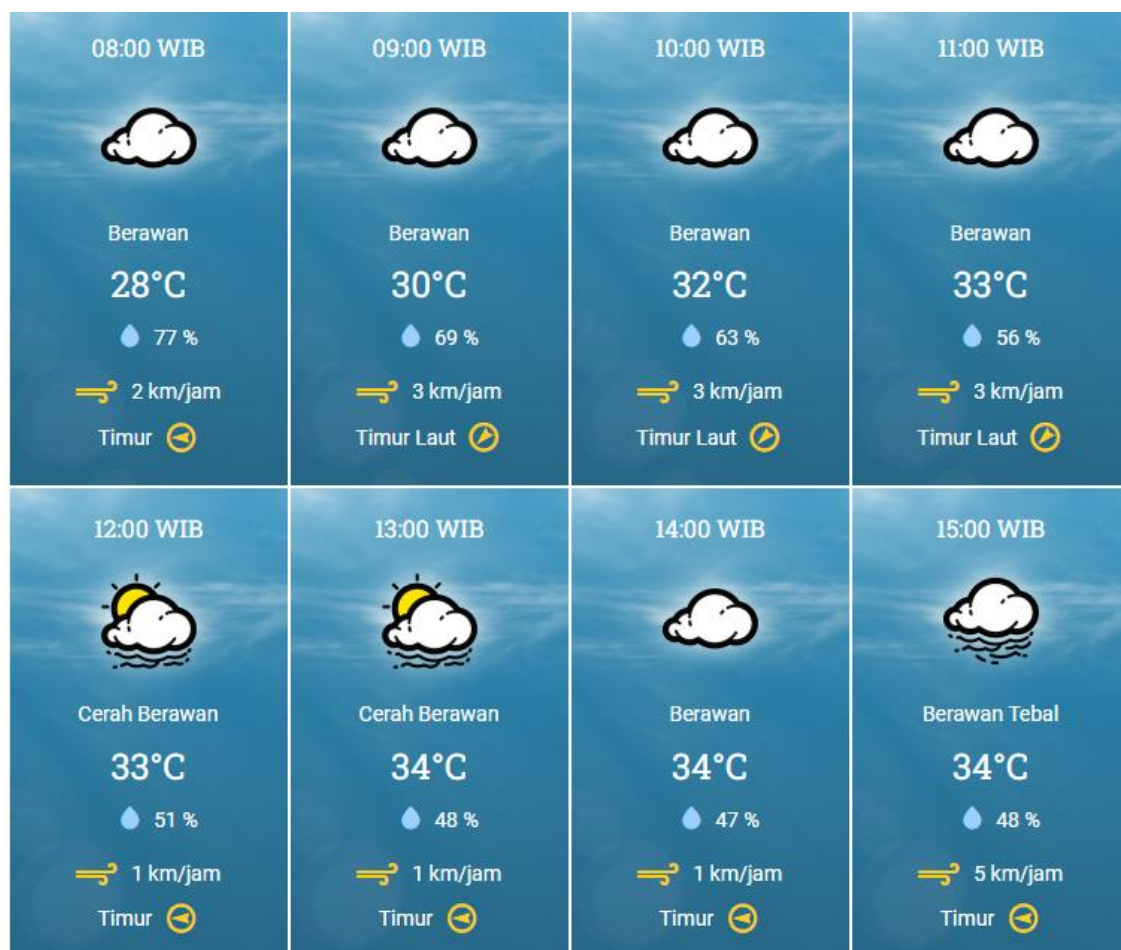 08:00 WIB
Berawan
28°C
77 %
2 km/jam
Timur
09:00 WIB
Berawan
30°C
69 %
3 km/jam
Timur Laut
10:00 WIB
Berawan
32°C
63 %
3 km/jam
Timur Laut
11:00 WIB
Berawan
33°C
56 %
3 km/jam
Timur Laut
12:00 WIB
Cerah Berawan
33°C
51 %
1 km/jam
Timur
13:00 WIB
Cerah Berawan
34°C
48 %
1 km/jam
Timur
14:00 WIB
Berawan
34°C
47 %
1 km/jam
Timur
15:00 WIB
Berawan Tebal
34°C
48 %
5 km/jam
Timur